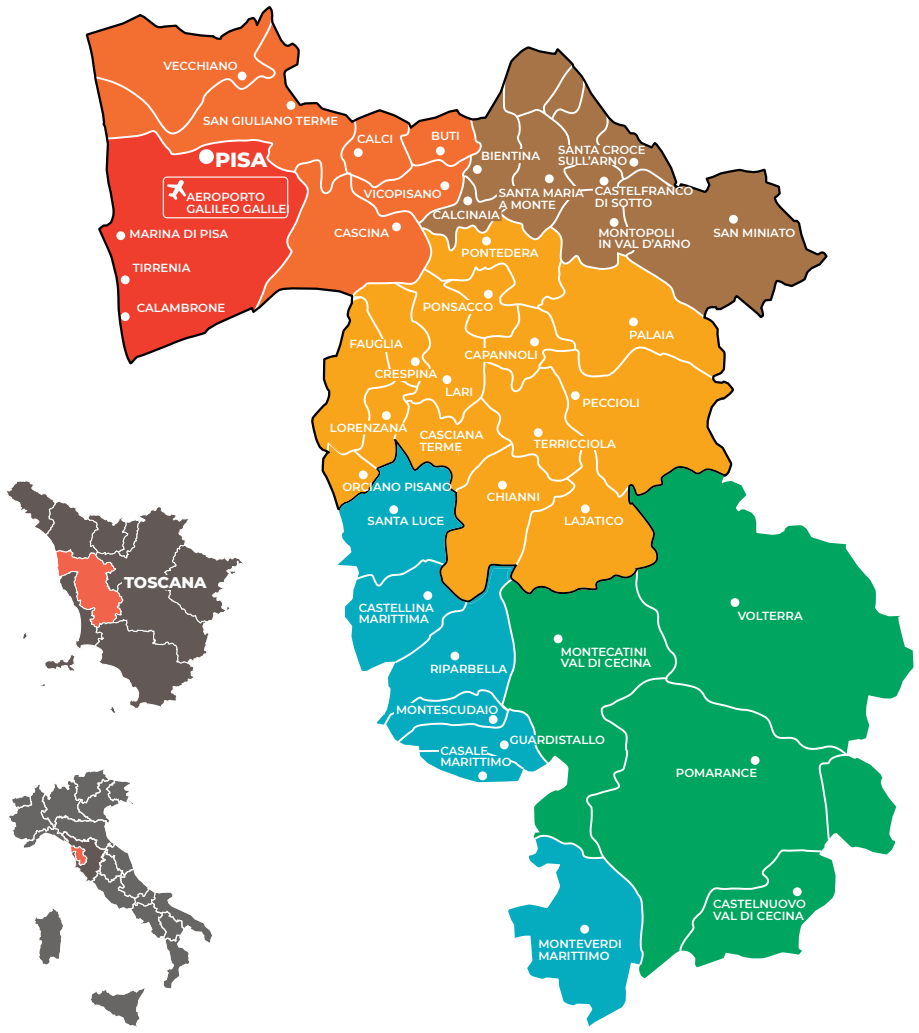 VECCHIANO
SAN GIULIANO TERME
CALCI
BUTI
PISA
AEROPORTO
GALILEO GALILE
VICOPISANO
BIENTINA
SANTA CROCE
SULL'ARNO
SANTA MARIA
A MONTE
CASTELFRANCO
DI SOTTO
CALCINAIA
MARINA DI PISA
CASCINA
MONTOPOLI
IN VAL D'ARNO
SAN MINIATO
PONTEDERA
TIRRENIA
CALAMBRONE
PONSACCO
FAUGLIA
CAPANNOLI
PALAIA
CRESPINA
LARI
PECCIOLI
LORENZANA
CASCIANA
TERME
TERRICCIOLA
ORCIANO PISANO
CHIANNI
SANTA LUCE
LAJATICO
TOSCANA
CASTELLINA
MARITTIMA
VOLTERRA
MONTECATINI
VAL DI CECINA
RIPARBELLA
MONTESCUDAIO
GUARDISTALLO
CASALE
MARITTIMO
POMARANCE
CASTELNUOVO
VAL DI CECINA
MONTEVERDI
MARITTIMO